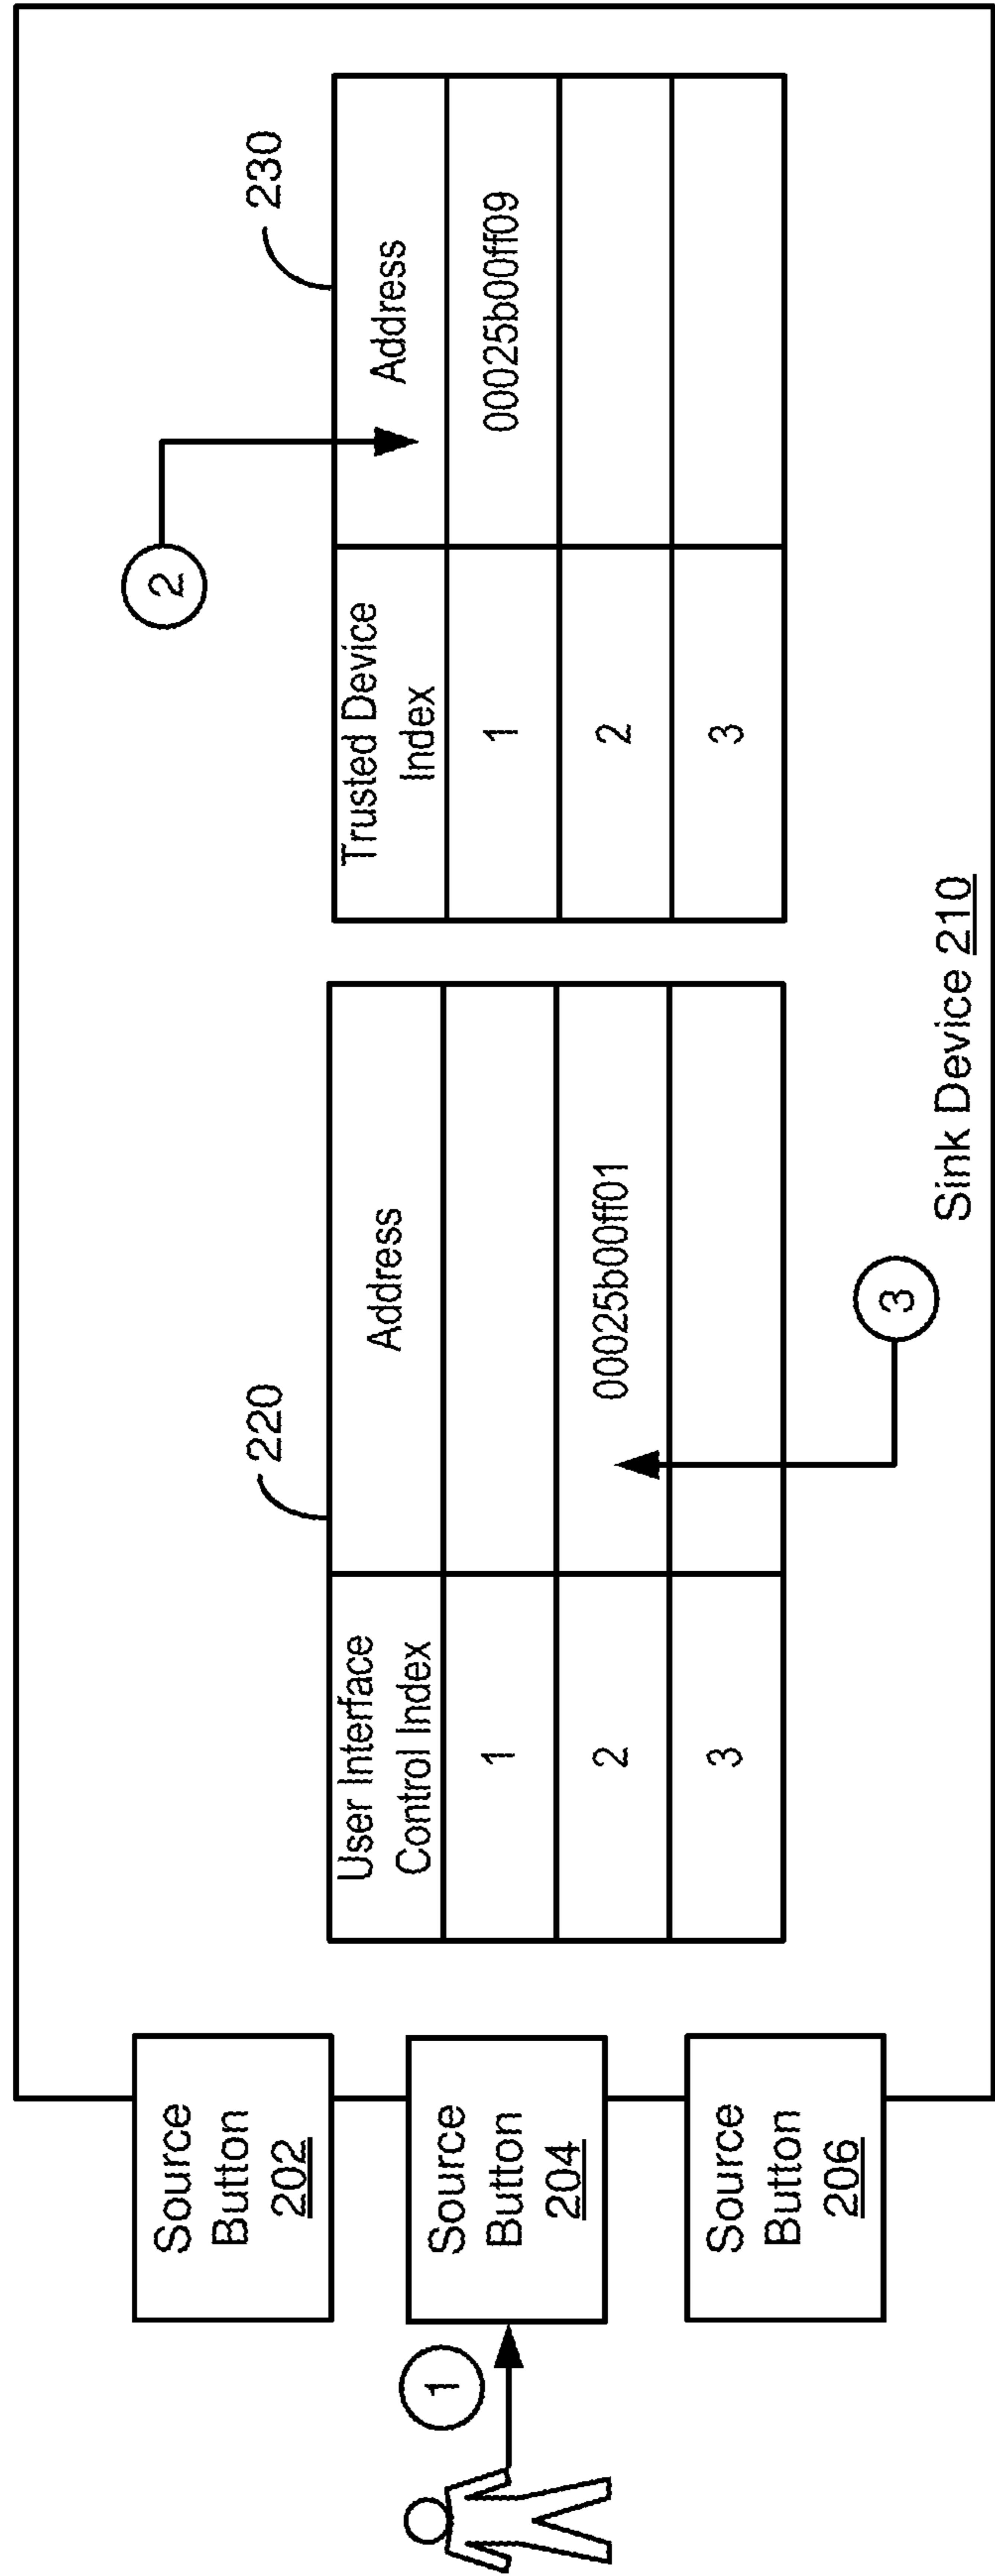 1
Source
Button
202
Source
Button
204
Source
Button
206
220
User Interface
Control Index
Address
1
2
00025b00ff01
3
3
2
230
Trusted Device
Index
Address
1
00025b00ff09
2
3
Sink Device 210